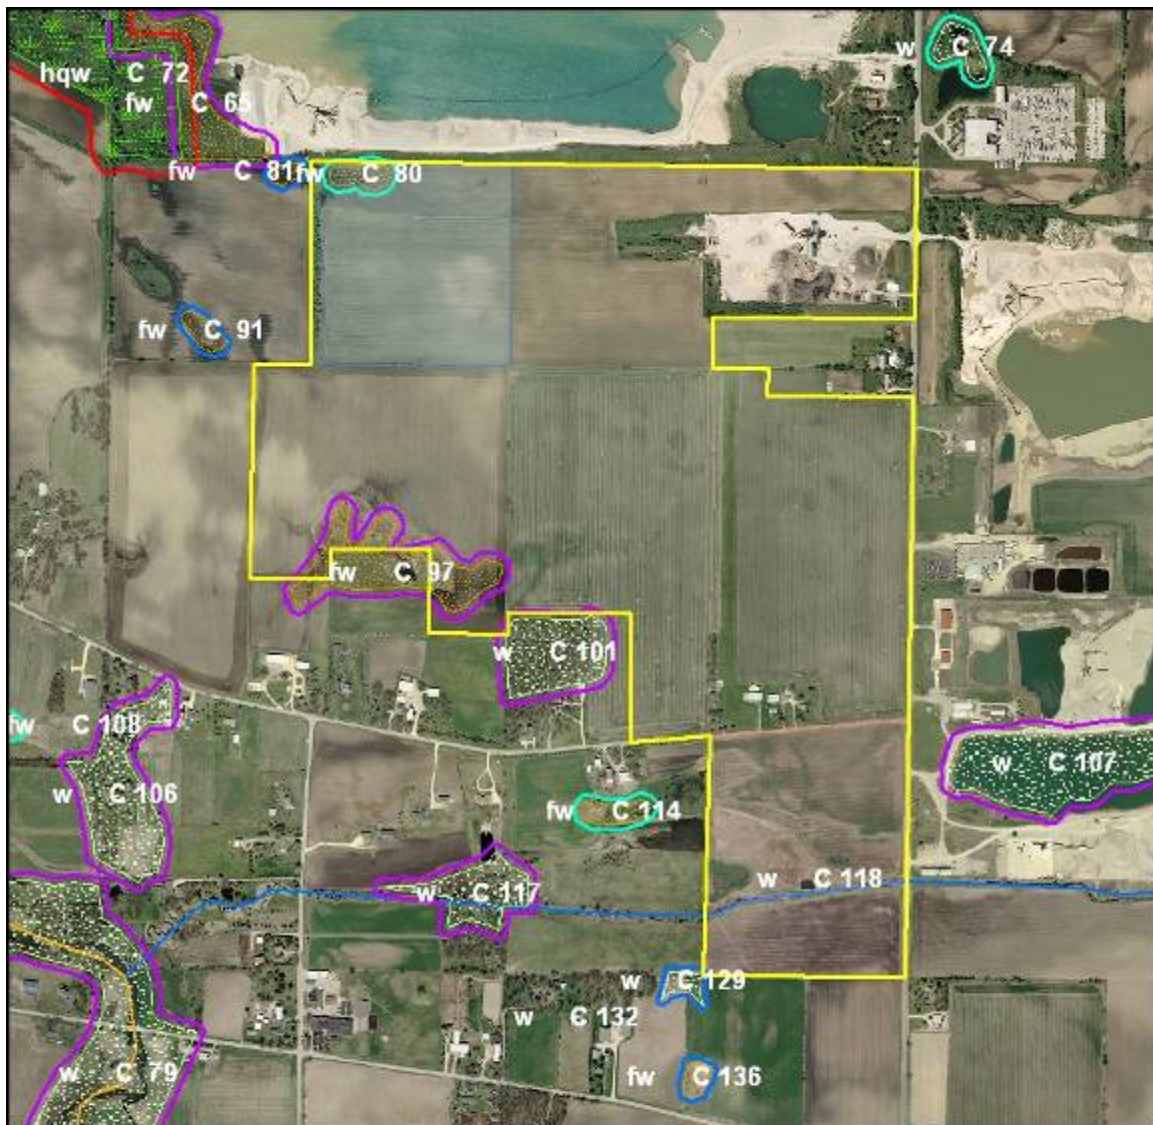 w C 74
hqw C 72
fw C 65
fw C 81 fw C 80
fw C 91
fw C 97
w C 101
fw C 108
w C 106
w C 107
fw C 114
w C 118
w C 117
w C 129
w C 132
w C 79
fw C 136